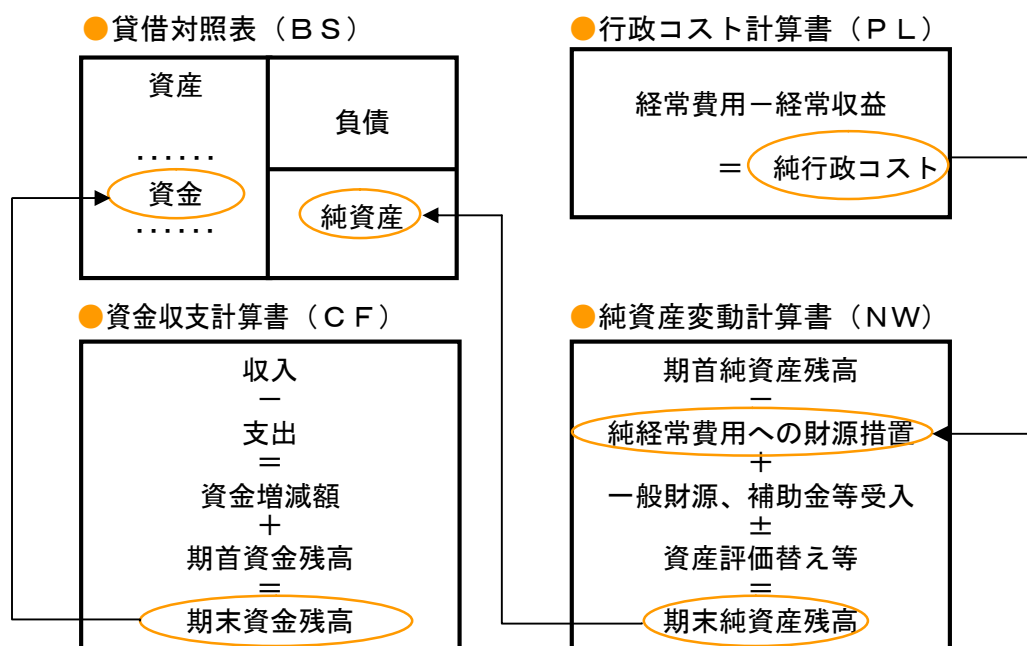 ●貸借対照表（ＢＳ）
資産
……
資金
……
負債
純資産
●行政コスト計算書（ＰＬ）
経常費用－経常収益
＝ 純行政コスト
●資金収支計算書（ＣＦ）
収入
－
支出
＝
資金増減額
＋
期首資金残高
＝
期末資金残高
●純資産変動計算書（ＮＷ）
期首純資産残高
－
純経常費用への財源措置
＋
一般財源、補助金等受入
±
資産評価替え等
＝
期末純資産残高